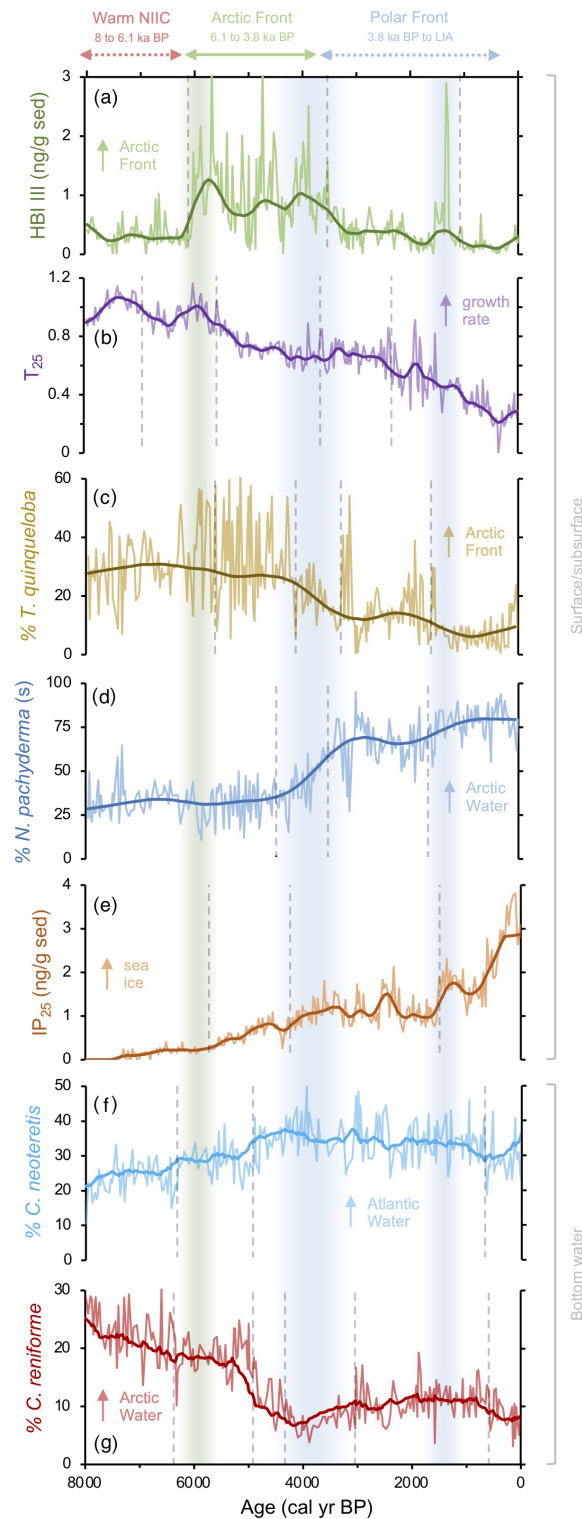 Warm NIIC
8 to 6.1 ka BP
Arctic Front
6.1 to 3.8 ka BP
Polar Front
3.8 ka BP to LIA
(a)
HBI III (ng/g sed)
3
2
1
0
Arctic
Front
(b)
T25
1.2
0.8
0.4
0
growth
rate
(c)
% T. quinqueloba
60
40
20
0
Arctic
Front
Surface/subsurface
(d)
% N. pachyderma (s)
100
75
50
25
0
Arctic
Water
(e)
IP25 (ng/g sed)
4
3
2
1
0
sea
ice
(f)
% C. neoteretis
50
40
30
20
10
0
Atlantic
Water
Bottom water
(g)
% C. reniforme
30
20
10
0
Arctic
Water
8000 6000 4000 2000 0
Age (cal yr BP)